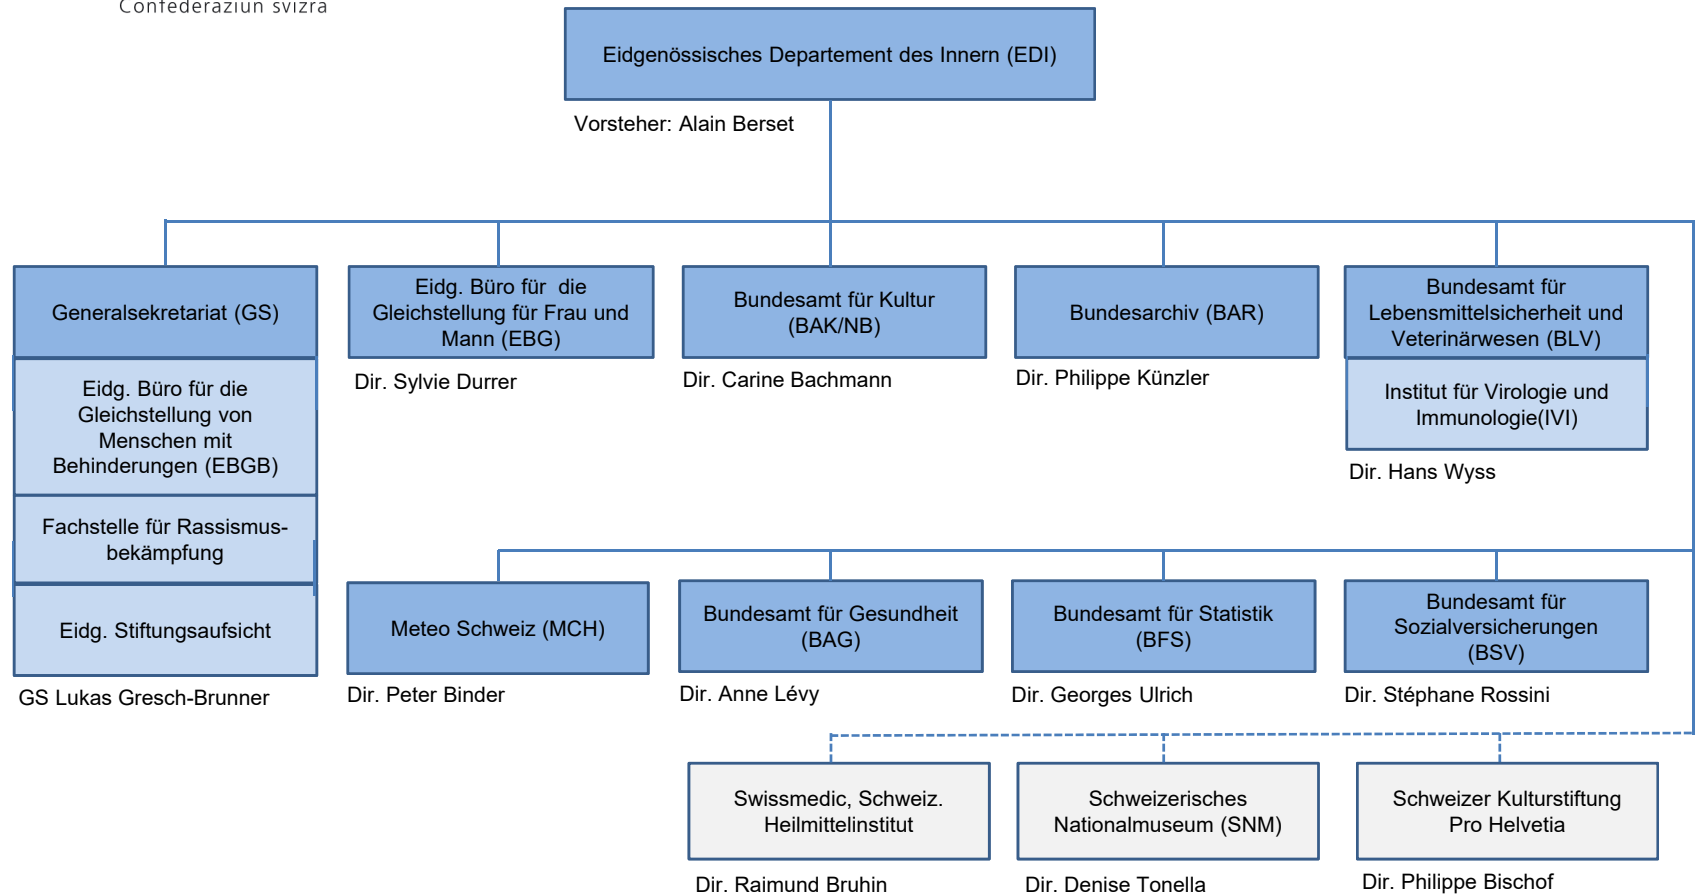 Confederaziun svizra
Eidgenössisches Departement des Innern (EDI)
Vorsteher: Alain Berset
Generalsekretariat (GS)
Eidg. Büro für die
Gleichstellung von
Menschen mit
Behinderungen (EBGB)
Fachstelle für Rassismus-
bekämpfung
Eidg. Stiftungsaufsicht
GS Lukas Gresch-Brunner
Eidg. Büro für die
Gleichstellung für Frau und
Mann (EBG)
Dir. Sylvie Durrer
Bundesamt für Kultur
(BAK/NB)
Dir. Carine Bachmann
Bundesarchiv (BAR)
Dir. Philippe Künzler
Bundesamt für
Lebensmittelsicherheit und
Veterinärwesen (BLV)
Institut für Virologie und
Immunologie(IVI)
Dir. Hans Wyss
Meteo Schweiz (MCH)
Dir. Peter Binder
Bundesamt für Gesundheit
(BAG)
Dir. Anne Lévy
Bundesamt für Statistik
(BFS)
Dir. Georges Ulrich
Bundesamt für
Sozialversicherungen
(BSV)
Dir. Stéphane Rossini
Swissmedic, Schweiz.
Heilmittelinstitut
Dir. Raimund Bruhin
Schweizerisches
Nationalmuseum (SNM)
Dir. Denise Tonella
Schweizer Kulturstiftung
Pro Helvetia
Dir. Philippe Bischof